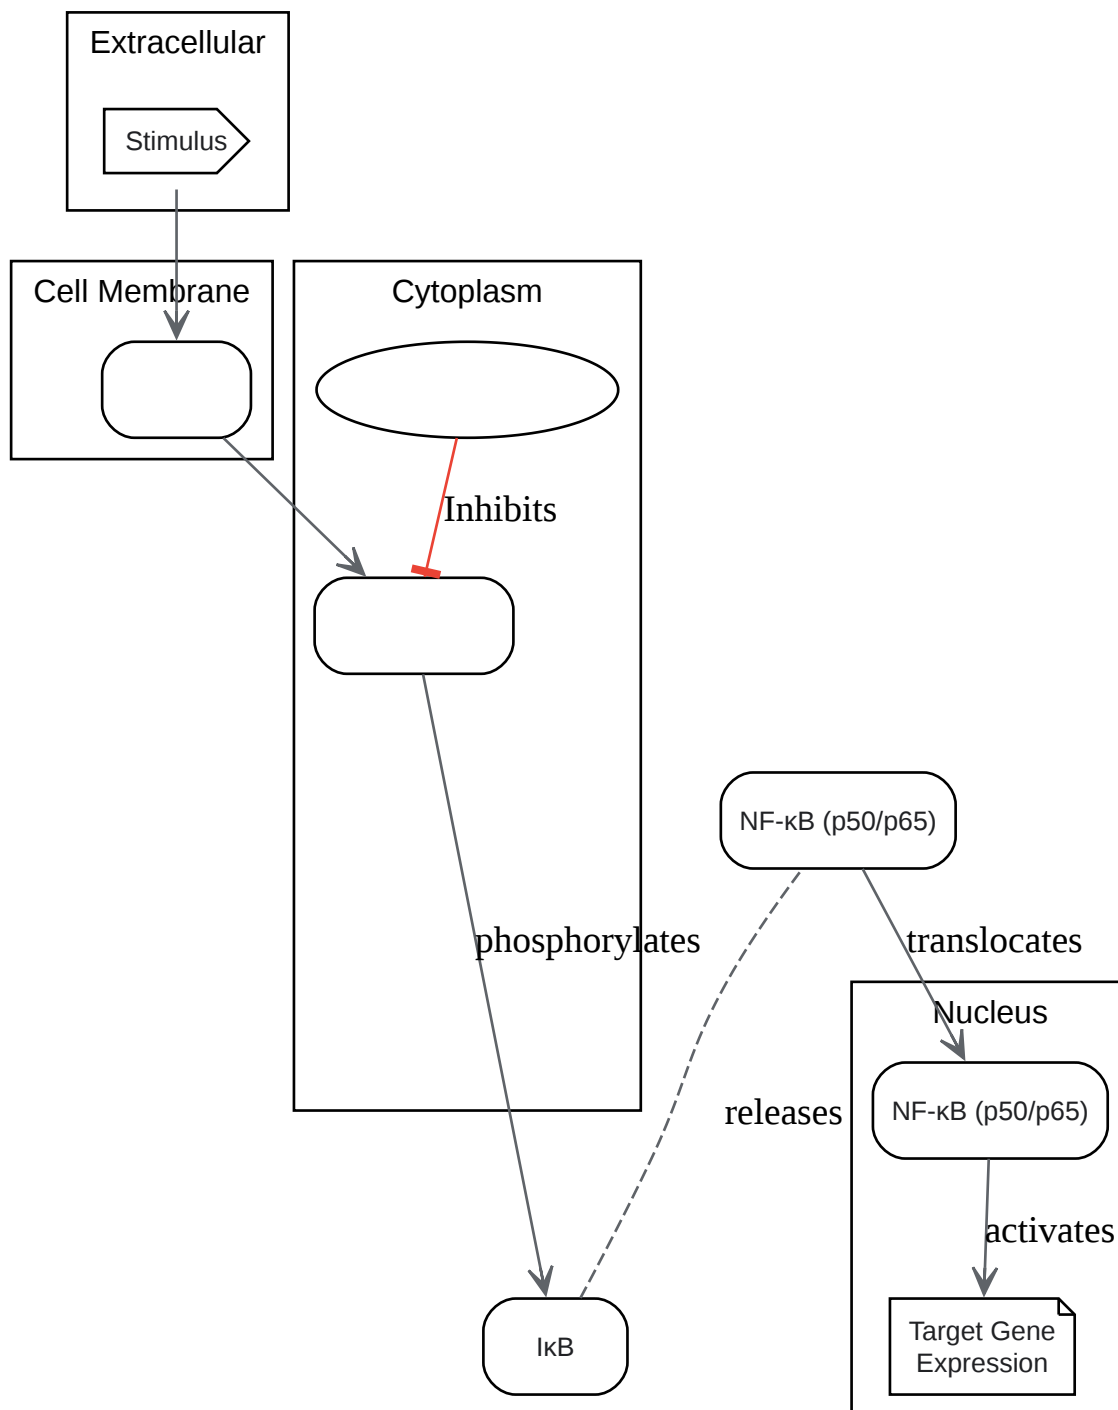 Extracellular
Stimulus
Cell Membrane
Cytoplasm
Inhibits
NF-κB (p50/p65)
phosphorylates
translocates
Nucleus
NF-κB (p50/p65)
releases
activates
Target Gene
Expression
IκB